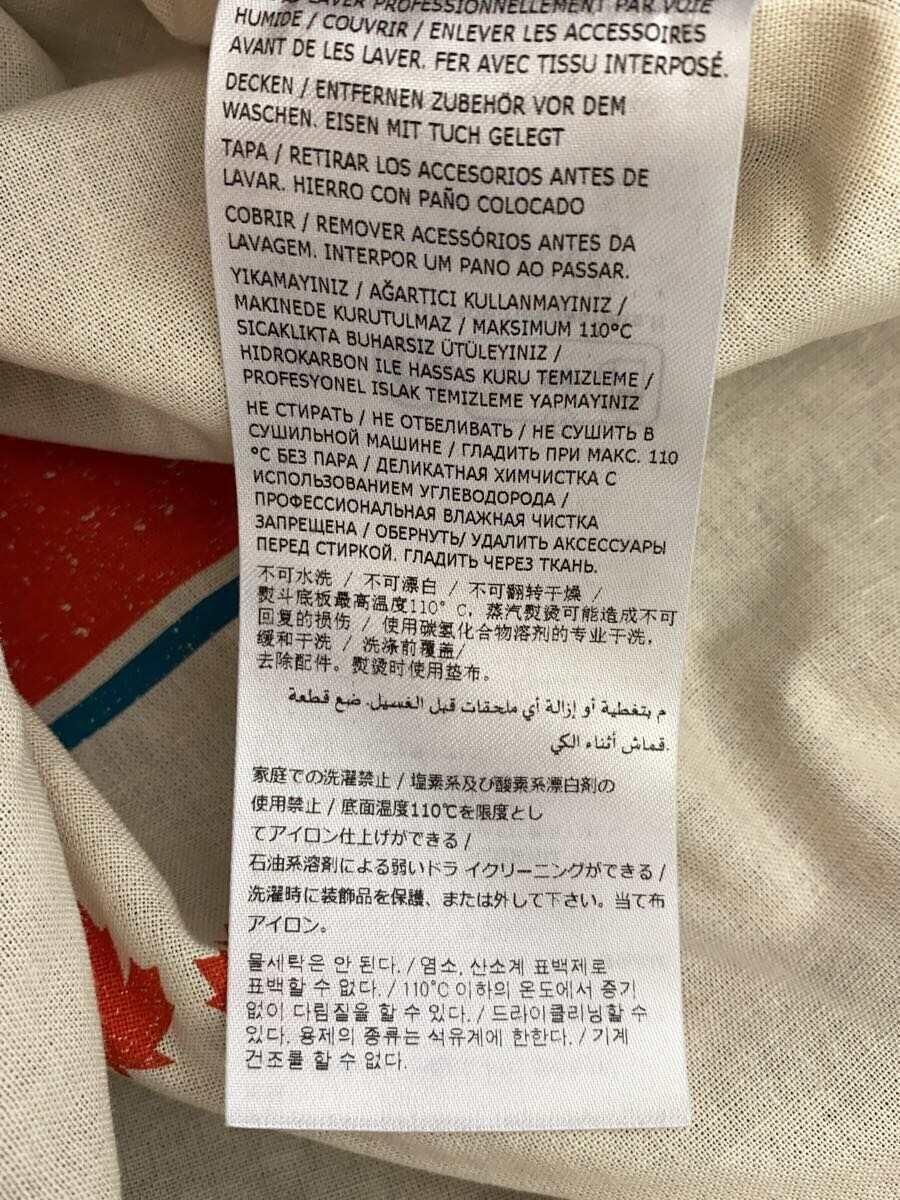 LAVER PROFESSIONNELLEMENT PAR VOIE
HUMIDE / COUVRIR / ENLEVER LES ACCESSOIRES
AVANT DE LES LAVER. FER AVEC TISSU INTERPOSÉ.
DECKEN / ENTFERNEN ZUBEHÖR VOR DEM
WASCHEN. EISEN MIT TUCH GELEGT
TAPA / RETIRAR LOS ACCESORIOS ANTES DE
LAVAR. HIERRO CON PAÑO COLOCADO
COBRIR / REMOVER ACESSÓRIOS ANTES DA
LAVAGEM. INTERPOR UM PANO AO PASSAR.
YIKAMAYINIZ / AĞARTICI KULLANMAYINIZ /
MAKINEDE KURUTULMAZ / MAKSIMUM 110°C
SICAKLIKTA BUHARSIZ ÜTÜLEYINIZ /
HIDROKARBON ILE HASSAS KURU TEMIZLEME /
PROFESYONEL ISLAK TEMIZLEME YAPMAYINIZ
НЕ СТИРАТЬ / НЕ ОТБЕЛИВАТЬ / НЕ СУШИТЬ В
СУШИЛЬНОЙ МАШИНЕ / ГЛАДИТЬ ПРИ МАКС. 110
°С БЕЗ ПАРА / ДЕЛИКАТНАЯ ХИМЧИСТКА С
ИСПОЛЬЗОВАНИЕМ УГЛЕВОДОРОДА /
ПРОФЕССИОНАЛЬНАЯ ВЛАЖНАЯ ЧИСТКА
ЗАПРЕЩЕНА / ОБЕРНУТЬ/ УДАЛИТЬ АКСЕССУАРЫ
ПЕРЕД СТИРКОЙ. ГЛАДИТЬ ЧЕРЕЗ ТКАНЬ.
不可水洗 / 不可漂白 / 不可翻转干燥 /
熨斗底板最高温度110° C, 蒸汽熨烫可能造成不可
回复的损伤 / 使用碳氢化合物溶剂的专业干洗,
缓和干洗 / 洗涤前覆盖/
去除配件。熨烫时使用垫布。
م بتغطية أو إزالة أي ملحقات قبل الغسيل. ضع قطعة
قماش أثناء الكي.
家庭での洗濯禁止 / 塩素系及び酸素系漂白剤の
使用禁止 / 底面温度110℃を限度とし
てアイロン仕上げができる /
石油系溶剤による弱いドラ イクリーニングができる /
洗濯時に装飾品を保護、または外して下さい。当て布
アイロン。
물세탁은 안 된다. / 염소, 산소계 표백제로
표백할 수 없다. / 110°C 이하의 온도에서 증기
없이 다림질을 할 수 있다. / 드라이클리닝할 수
있다. 용제의 종류는 석유계에 한한다. / 기계
건조를 할 수 없다.